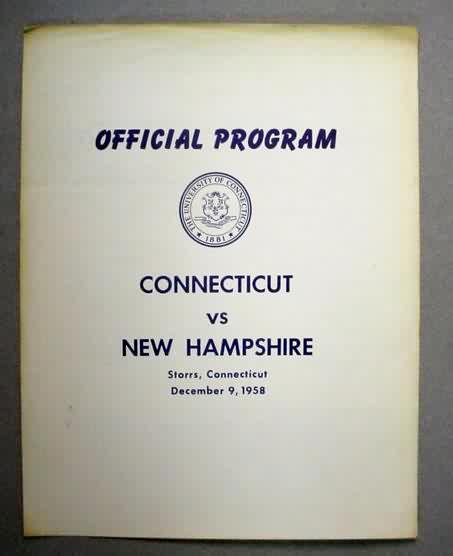 OFFICIAL PROGRAM
THE UNIVERSITY OF CONNECTICUT
★ 1881 ★
CONNECTICUT
VS
NEW HAMPSHIRE
Storrs, Connecticut
December 9, 1958